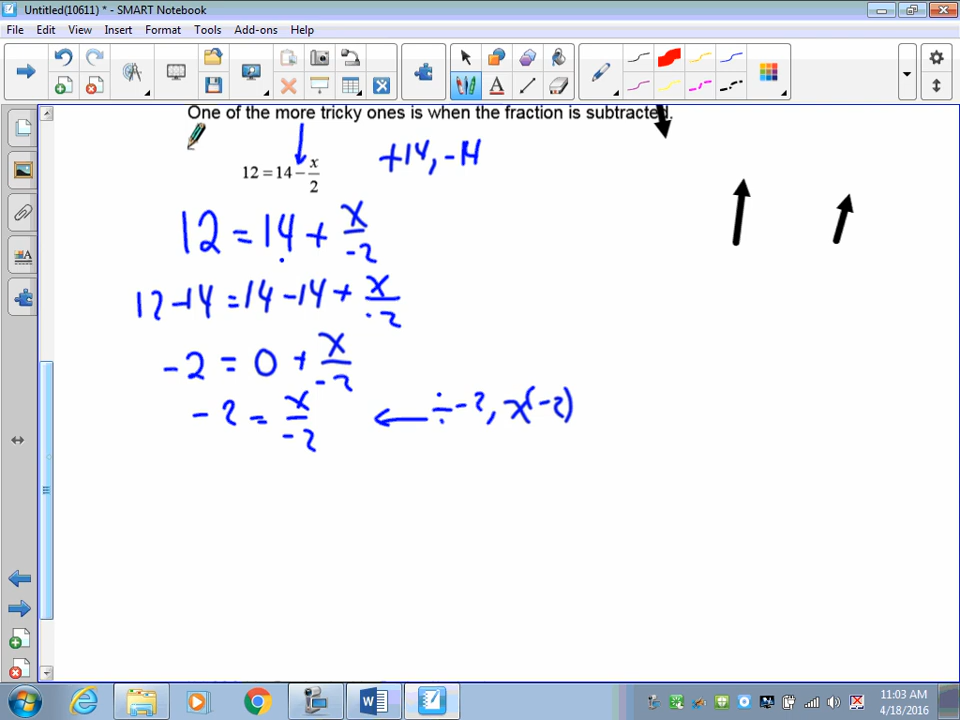 Untitled(10611) * - SMART Notebook
File Edit View Insert Format Tools Add-ons Help
One of the more tricky ones is when the fraction is subtracted.
12 = 14 − x/2
+14, -14
12 = 14 + x/-2
12 -14 = 14 -14 + x/-2
-2 = 0 + x/-2
-2 = x/-2 ← ÷ -2, x(-2)
11:03 AM
4/18/2016